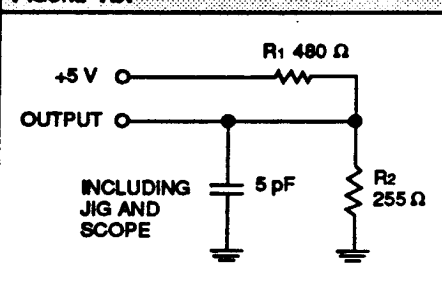 R1 480 Ω
+5 V
OUTPUT
INCLUDING
JIG AND
SCOPE
5 pF
R2
255 Ω